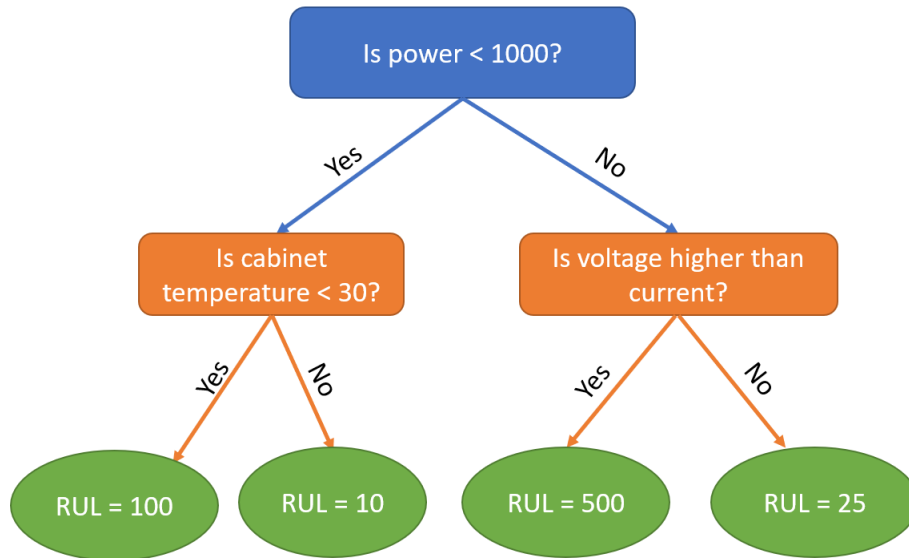 Is power < 1000?
Yes
No
Is cabinet
temperature < 30?
Is voltage higher than
current?
Yes
No
Yes
No
RUL = 100
RUL = 10
RUL = 500
RUL = 25